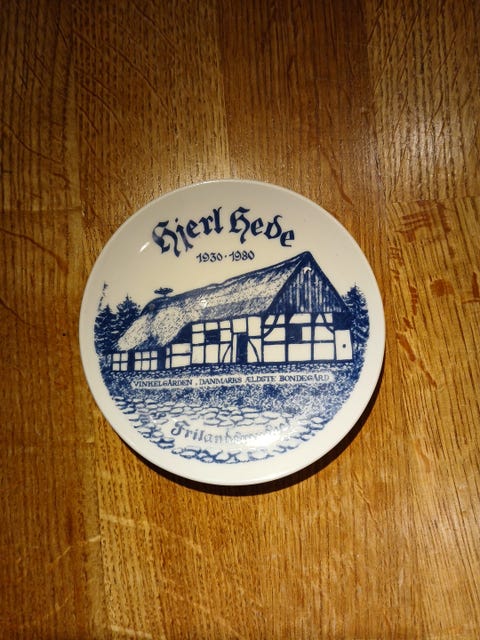 Hjerl Hede
1930 · 1980
VINKELGÅRDEN , DANMARKS ÆLDSTE BONDEGÅRD